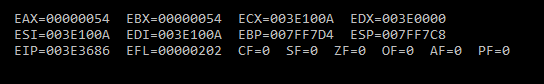 EAX=00000054 EBX=00000054 ECX=003E100A EDX=003E0000
ESI=003E100A EDI=003E100A EBP=007FF7D4 ESP=007FF7C8
EIP=003E3686 EFL=00000202 CF=0 SF=0 ZF=0 OF=0 AF=0 PF=0